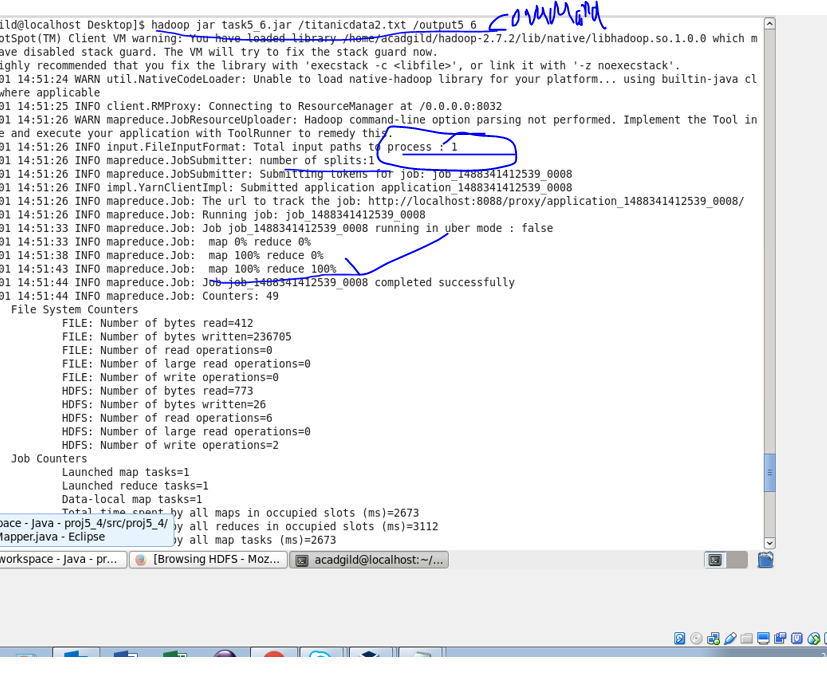 ild@localhost Desktop]$ hadoop jar task5_6.jar /titanicdata2.txt /output5 6
ommand
otSpot(TM) Client VM warning: You have loaded library /home/acadgild/hadoop-2.7.2/lib/native/libhadoop.so.1.0.0 which m
ave disabled stack guard. The VM will try to fix the stack guard now.
ighly recommended that you fix the library with 'execstack -c <libfile>', or link it with '-z noexecstack'.
01 14:51:24 WARN util.NativeCodeLoader: Unable to load native-hadoop library for your platform... using builtin-java cl
where applicable
01 14:51:25 INFO client.RMProxy: Connecting to ResourceManager at /0.0.0.0:8032
01 14:51:26 WARN mapreduce.JobResourceUploader: Hadoop command-line option parsing not performed. Implement the Tool in
e and execute your application with ToolRunner to remedy this.
01 14:51:26 INFO input.FileInputFormat: Total input paths to process : 1
01 14:51:26 INFO mapreduce.JobSubmitter: number of splits:1
01 14:51:26 INFO mapreduce.JobSubmitter: Submitting tokens for job: job_1488341412539_0008
01 14:51:26 INFO impl.YarnClientImpl: Submitted application application_1488341412539_0008
01 14:51:26 INFO mapreduce.Job: The url to track the job: http://localhost:8088/proxy/application_1488341412539_0008/
01 14:51:26 INFO mapreduce.Job: Running job: job_1488341412539_0008
01 14:51:33 INFO mapreduce.Job: Job job_1488341412539_0008 running in uber mode : false
01 14:51:33 INFO mapreduce.Job:  map 0% reduce 0%
01 14:51:38 INFO mapreduce.Job:  map 100% reduce 0%
01 14:51:43 INFO mapreduce.Job:  map 100% reduce 100%
01 14:51:44 INFO mapreduce.Job: Job job_1488341412539_0008 completed successfully
01 14:51:44 INFO mapreduce.Job: Counters: 49
File System Counters
FILE: Number of bytes read=412
FILE: Number of bytes written=236705
FILE: Number of read operations=0
FILE: Number of large read operations=0
FILE: Number of write operations=0
HDFS: Number of bytes read=773
HDFS: Number of bytes written=26
HDFS: Number of read operations=6
HDFS: Number of large read operations=0
HDFS: Number of write operations=2
Job Counters
Launched map tasks=1
Launched reduce tasks=1
Data-local map tasks=1
Total time spent by all maps in occupied slots (ms)=2673
by all reduces in occupied slots (ms)=3112
by all map tasks (ms)=2673
pace - Java - proj5_4/src/proj5_4/
Mapper.java - Eclipse
workspace - Java - pr...
[Browsing HDFS - Moz...
acadgild@localhost:~/...